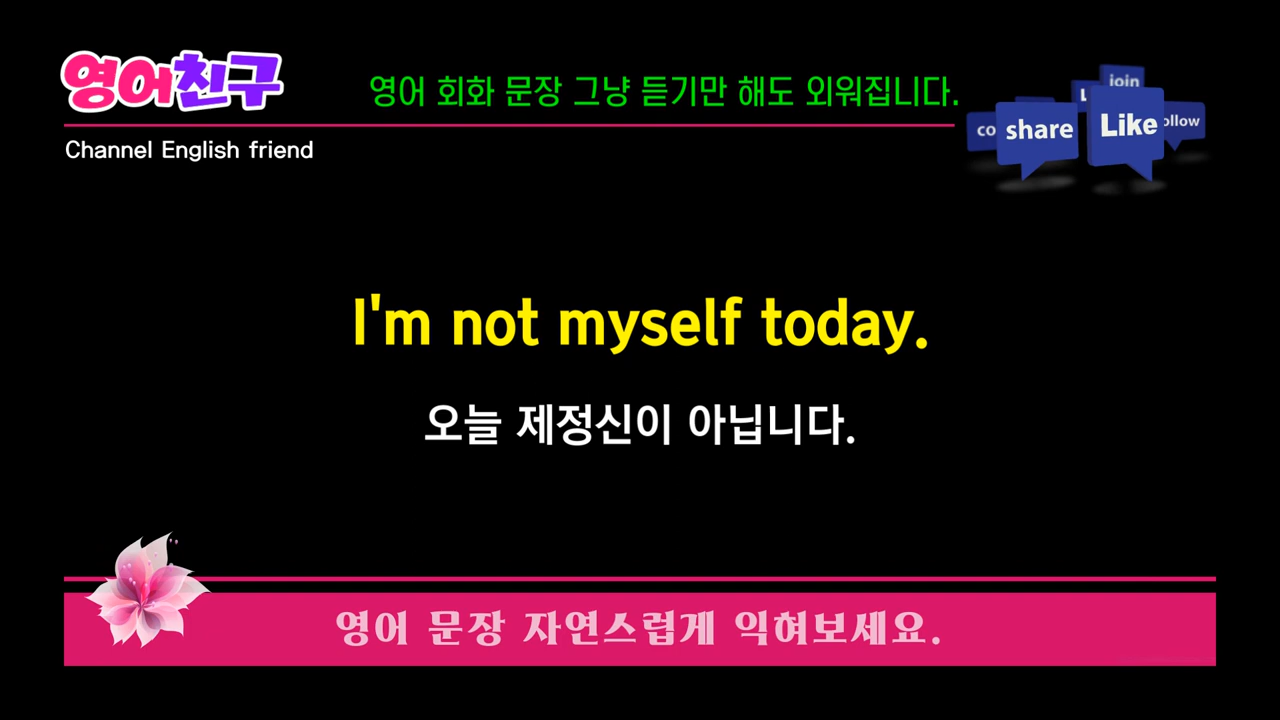 영어친구
영어 회화 문장 그냥 듣기만 해도 외워집니다.
Channel English friend
join
share
Like
I'm not myself today.
오늘 제정신이 아닙니다.
영어 문장 자연스럽게 익혀보세요.